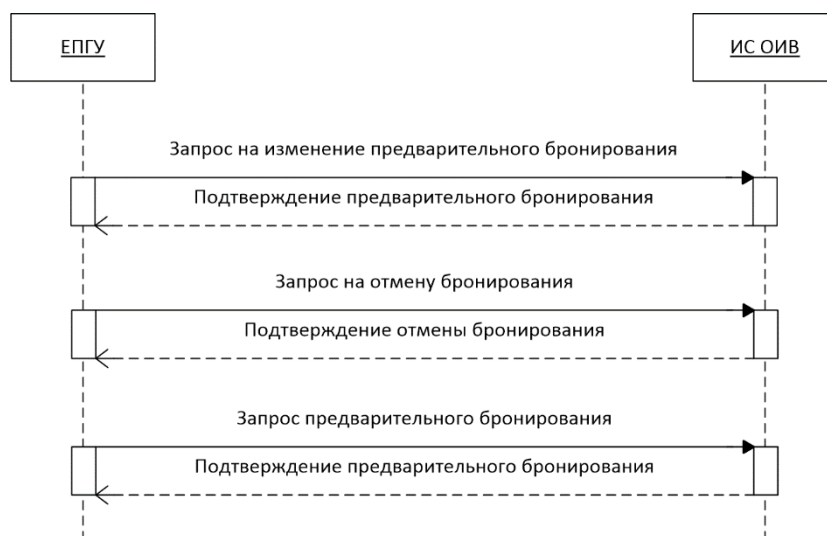 ЕПГУ
ИС ОИВ
Запрос на изменение предварительного бронирования
Подтверждение предварительного бронирования
Запрос на отмену бронирования
Подтверждение отмены бронирования
Запрос предварительного бронирования
Подтверждение предварительного бронирования